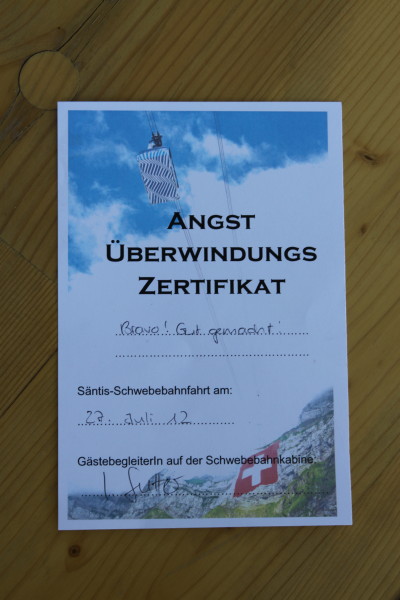 ANGST
ÜBERWINDUNGS
ZERTIFIKAT
Bravo! Gut gemacht!
Säntis-Schwebebahnfahrt am:
27. Juli 12
GästebegleiterIn auf der Schwebebahnkabine: